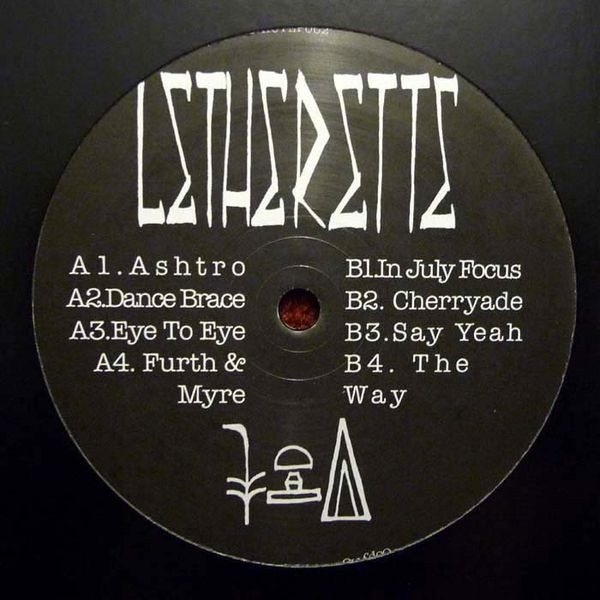 LETHERETTE
A1.Ashtro
A2.Dance Brace
A3.Eye To Eye
A4. Furth &
Myre
B1.In July Focus
B2. Cherryade
B3.Say Yeah
B4. The
Way